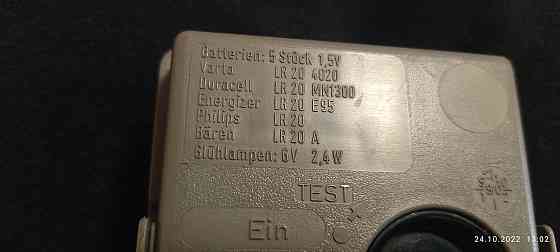 Batterien: 5 Stück 1,5V
Varta LR 20 4020
Duracell LR 20 MN1300
Energizer LR 20 E95
Philips LR 20
Bären LR 20 A
Glühlampen: 6V 2,4W
TEST
Ein
24.10.2022 13:02